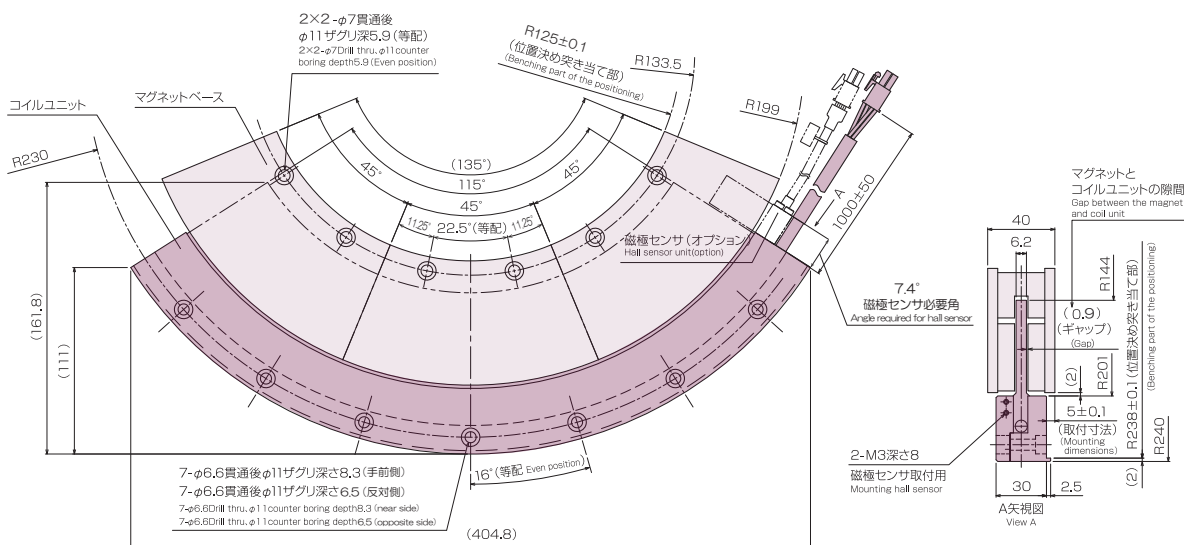 2×2-φ7貫通後
φ11ザグリ深5.9(等配)
2×2-φ7Drill thru, φ11counter
boring depth5.9(Even position)
コイルユニット
マグネットベース
R230
R125±0.1
(位置決め突き当て部)
(Benching part of the positioning)
R133.5
R199
(135°)
115°
45°
45°
45°
11.25°
22.5°(等配)
11.25°
磁極センサ(オプション)
Hall sensor unit(option)
A
1000±50
7.4°
磁極センサ必要角
Angle required for hall sensor
(161.8)
(111)
7-φ6.6貫通後φ11ザグリ深さ8.3(手前側)
7-φ6.6貫通後φ11ザグリ深さ6.5(反対側)
7-φ6.6Drill thru, φ11counter boring depth8.3(near side)
7-φ6.6Drill thru, φ11counter boring depth6.5(opposite side)
16°(等配 Even position)
(404.8)
マグネットと
コイルユニットの隙間
Gap between the magnet
and coil unit
40
6.2
R144
(0.9)
(ギャップ)
(Gap)
(2)
R201
5±0.1
(取付寸法)
(Mounting
dimensions)
R238±0.1(位置決め突き当て部)
(Benching part of the positioning)
R240
(2)
2-M3深さ8
磁極センサ取付用
Mounting hall sensor
30
2.5
A矢視図
View A